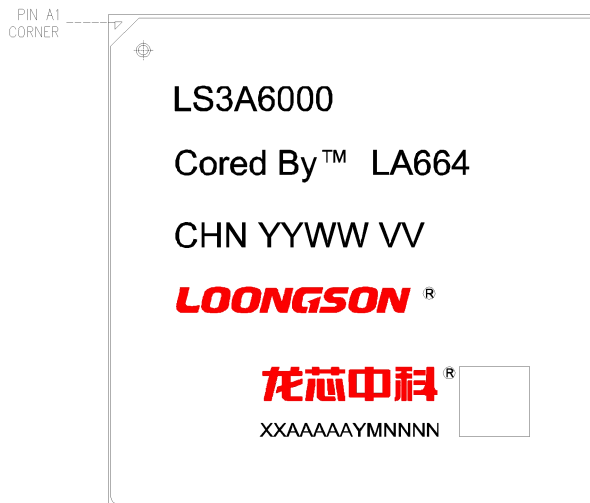 PIN A1
CORNER
LS3A6000
Cored By™ LA664
CHN YYWW VV
LOONGSON ®
龙芯中科®
XXAAAAAYMNNNN